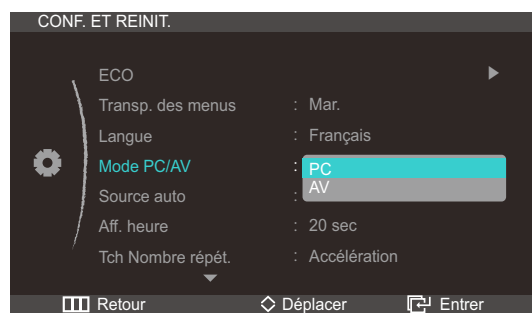 CONF. ET REINIT.
ECO
Transp. des menus : Mar.
Langue : Français
Mode PC/AV : PC
AV
Source auto :
Aff. heure : 20 sec
Tch Nombre répét. : Accélération
Retour Déplacer Entrer